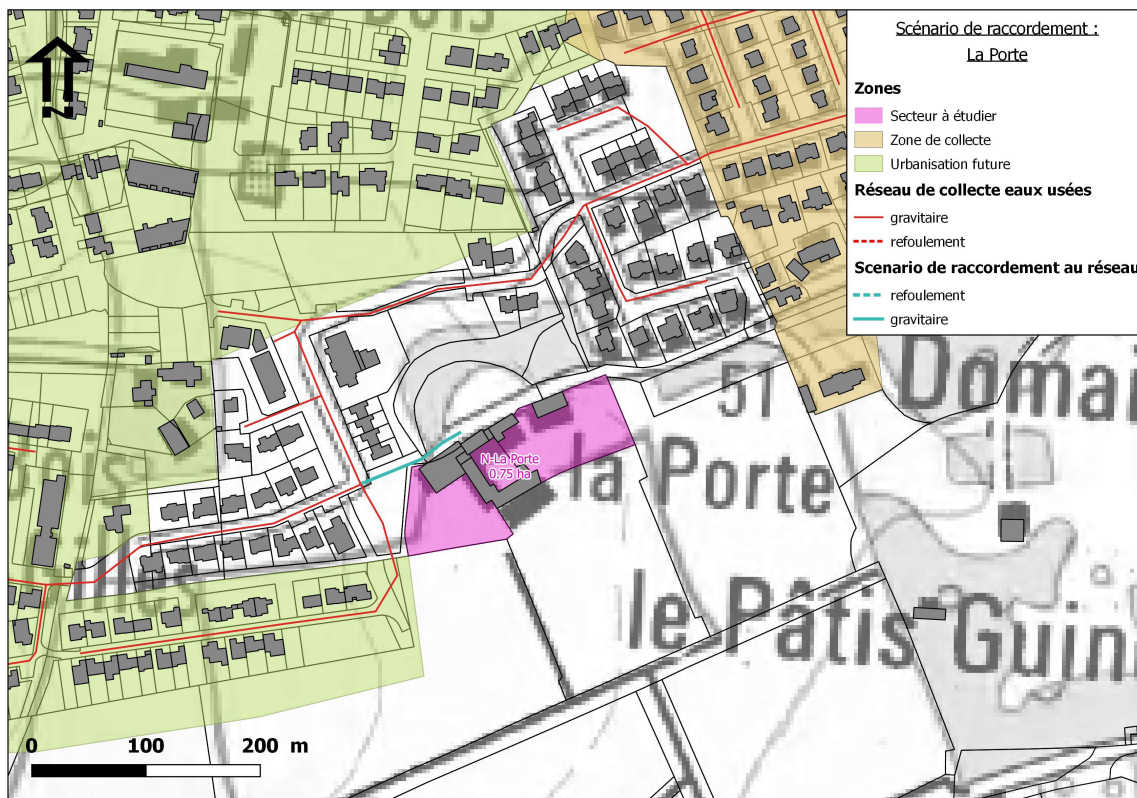 Scénario de raccordement :
La Porte
Zones
Secteur à étudier
Zone de collecte
Urbanisation future
Réseau de collecte eaux usées
gravitaire
refoulement
Scenario de raccordement au réseau
refoulement
gravitaire
N
51
Domai
la Porte
N-La Porte
0.75 ha
le Pâtis Guin
0 100 200 m